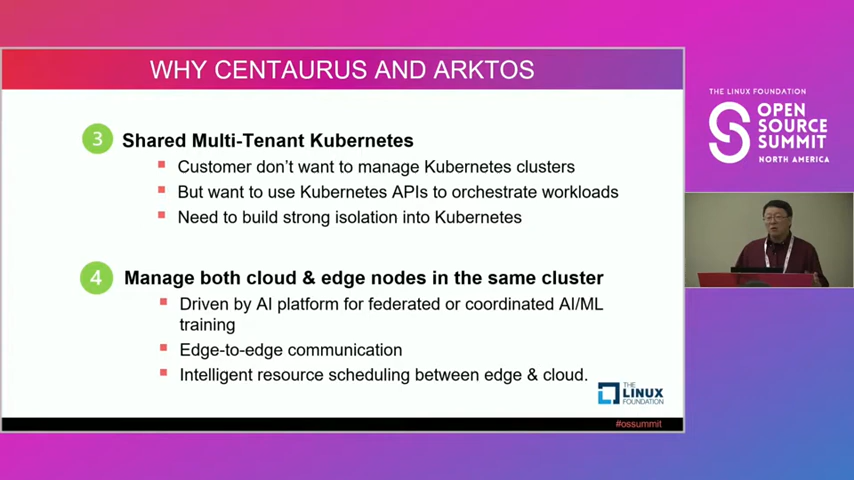 WHY CENTAURUS AND ARKTOS
3 Shared Multi-Tenant Kubernetes
Customer don't want to manage Kubernetes clusters
But want to use Kubernetes APIs to orchestrate workloads
Need to build strong isolation into Kubernetes
4 Manage both cloud & edge nodes in the same cluster
Driven by AI platform for federated or coordinated AI/ML
training
Edge-to-edge communication
Intelligent resource scheduling between edge & cloud.
THE
LINUX
FOUNDATION
#ossummit
THE LINUX FOUNDATION
OPEN
SOURCE
SUMMIT
NORTH AMERICA